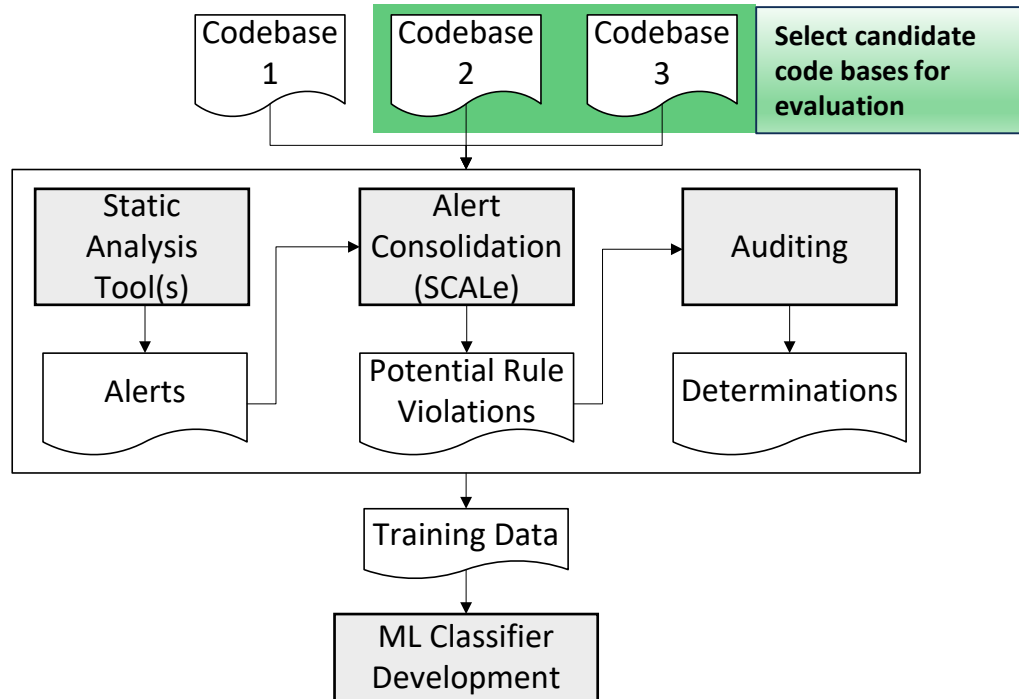 Codebase
1
Codebase
2
Codebase
3
Select candidate
code bases for
evaluation
Static
Analysis
Tool(s)
Alert
Consolidation
(SCALe)
Auditing
Alerts
Potential Rule
Violations
Determinations
Training Data
ML Classifier
Development